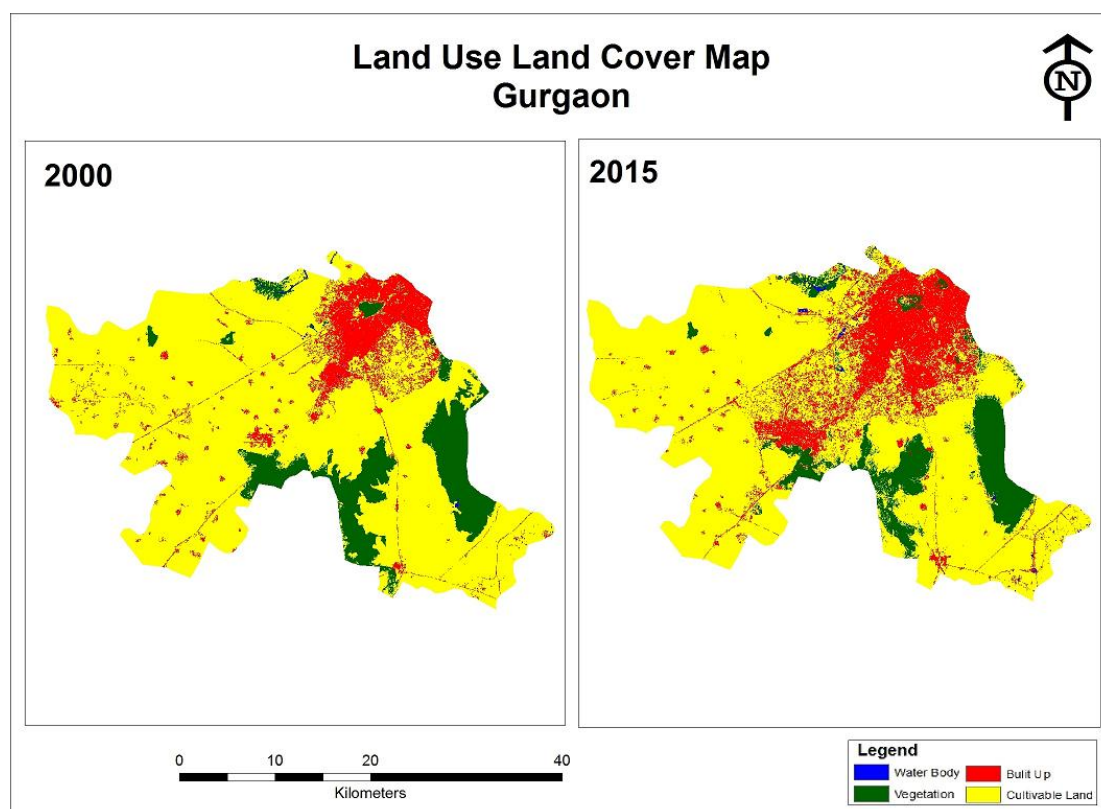 Land Use Land Cover Map
Gurgaon
N
2000
2015
0 10 20 40
Kilometers
Legend
Water Body
Bulit Up
Vegetation
Cultivable Land